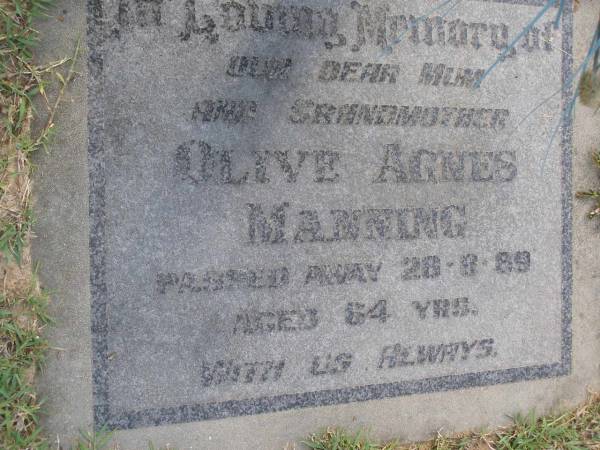 In Loving Memory of
OUR DEAR MUM
AND GRANDMOTHER
OLIVE AGNES
MANNING
PASSED AWAY 28-8-89
AGED 64 YRS.
WITH US ALWAYS.